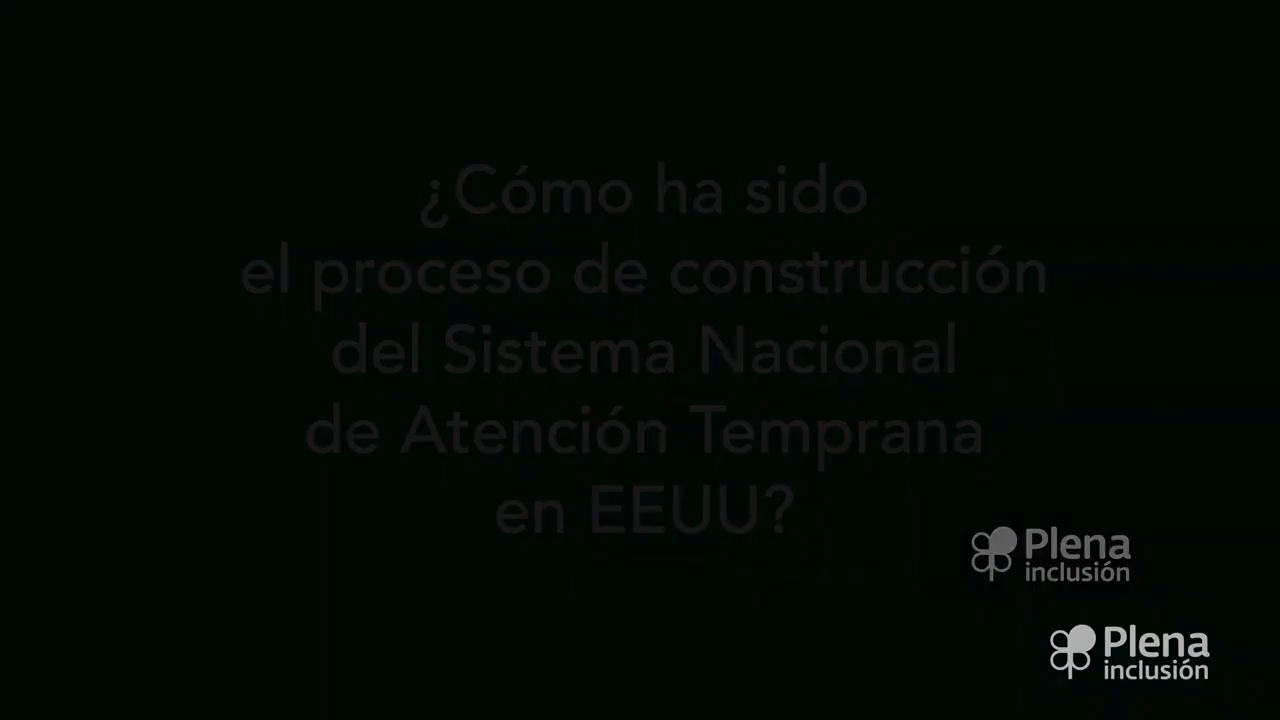 ¿Cómo ha sido
el proceso de construcción
del Sistema Nacional
de Atención Temprana
en EEUU?
Plena
inclusión
Plena
inclusión